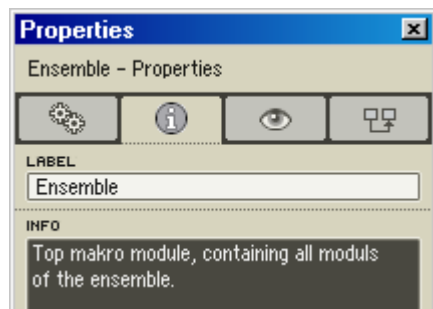 Properties
Ensemble – Properties
LABEL
Ensemble
INFO
Top makro module, containing all moduls
of the ensemble.